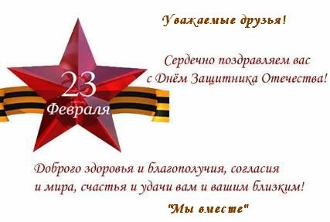 Уважаемые друзья!
Сердечно поздравляем вас
с Днём Защитника Отечества!
23
Февраля
Доброго здоровья и благополучия, согласия
и мира, счастья и удачи вам и вашим близким!
"Мы вместе"